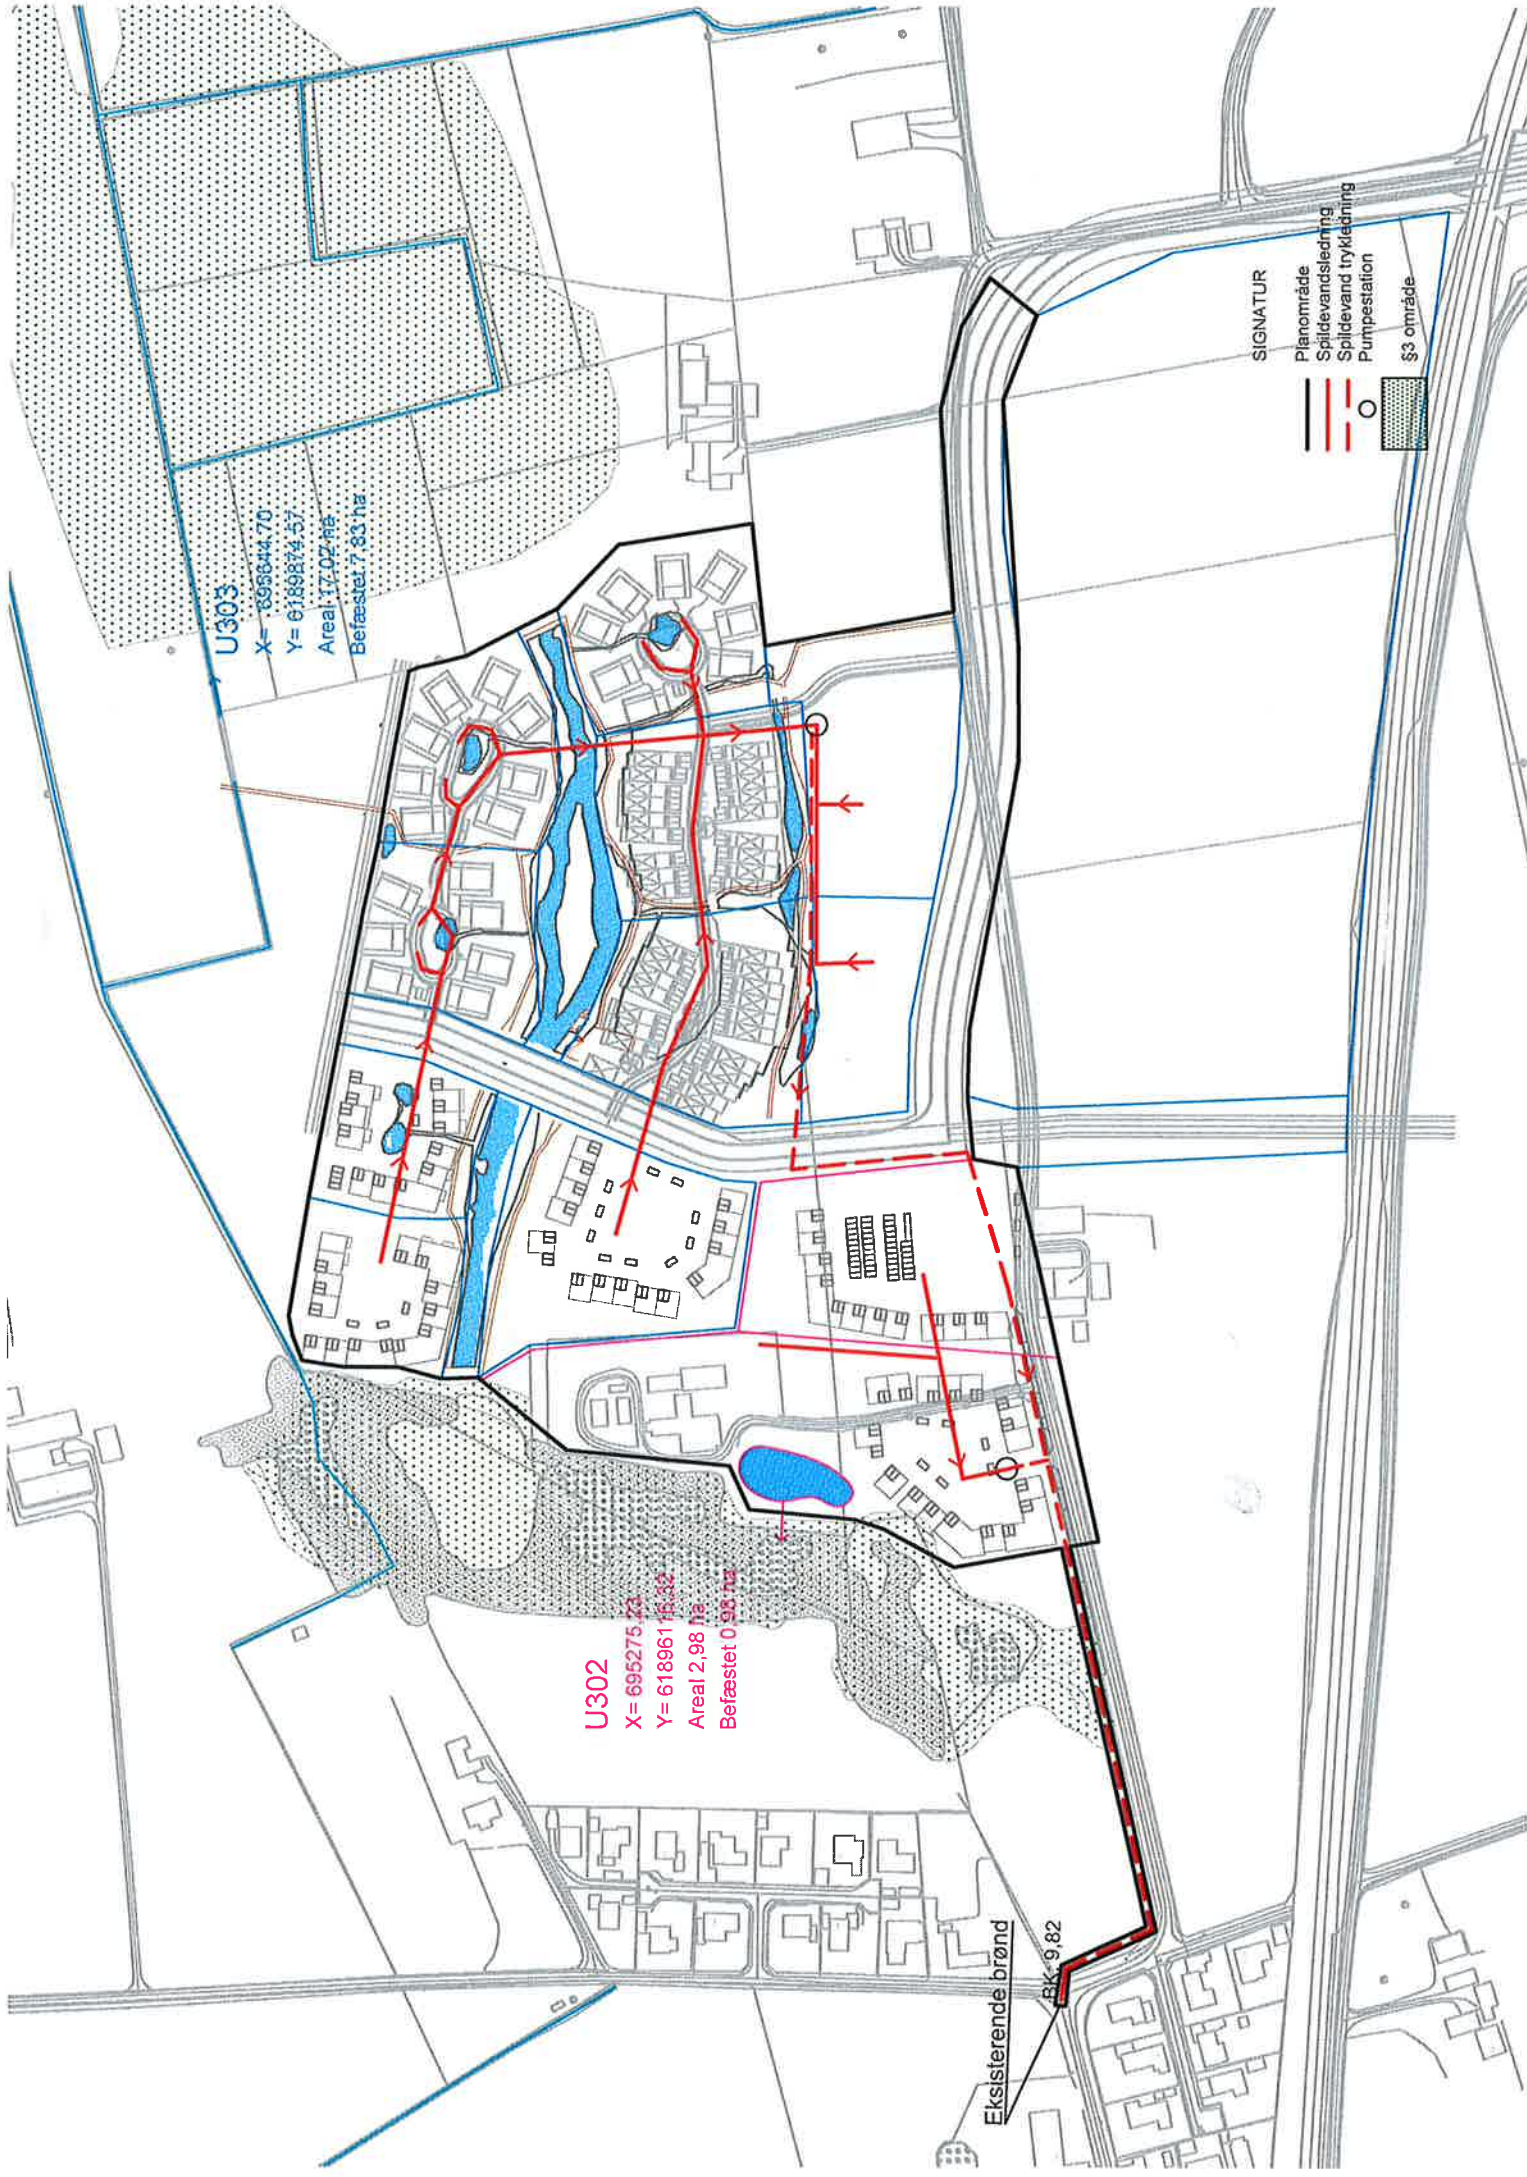 U303
X= 695644,70
Y= 6189874,57
Areal 17,02 ha
Befæstet 7,83 ha
U302
X= 695275,23
Areal 2,98 ha
Befæstet 0,98 ha
Eksisterende brønd
BK: 9,82
SIGNATUR
Planområde
Spildevandsledning
Spildevand trykledning
Pumpestation
§3 område